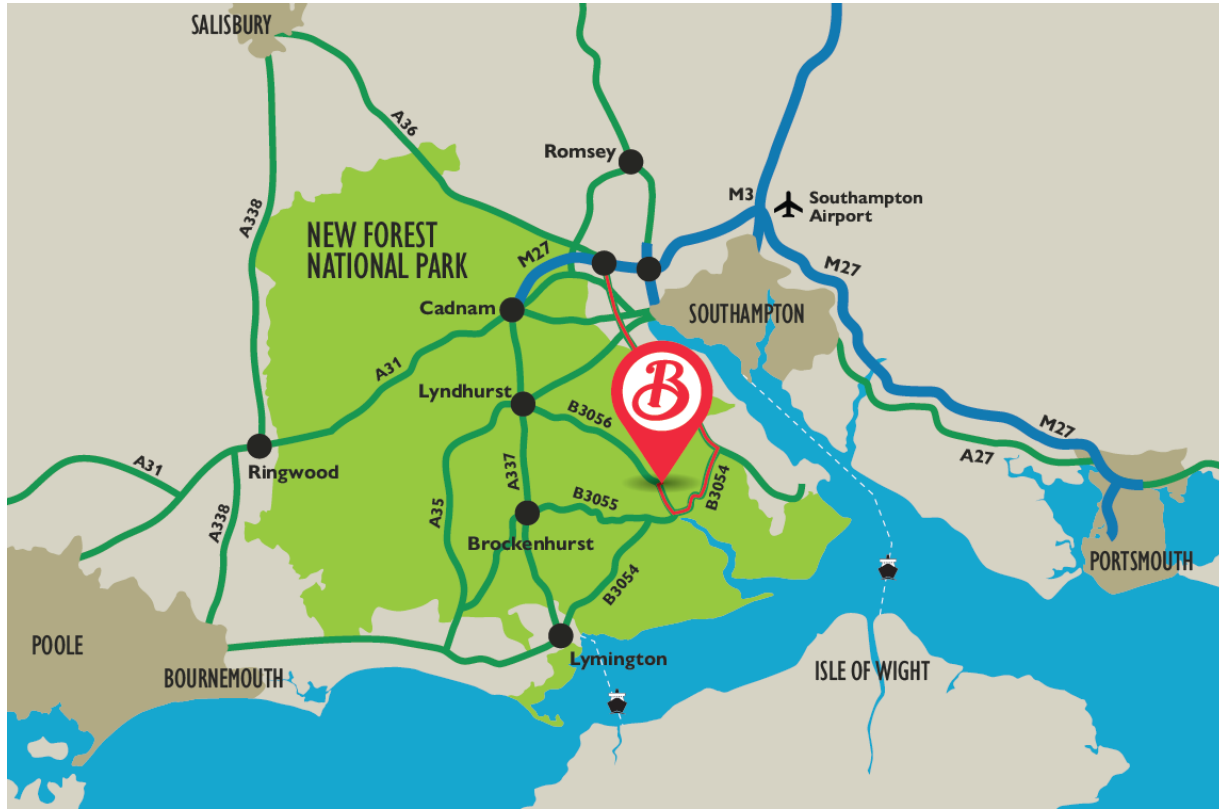 SALISBURY
A36
Romsey
M3
Southampton
Airport
A338
NEW FOREST
NATIONAL PARK
M27
M27
Cadnam
SOUTHAMPTON
A31
Lyndhurst
B
B3056
Ringwood
A31
A338
A35
A337
B3055
B3054
M27
A27
Brockenhurst
B3054
PORTSMOUTH
POOLE
BOURNEMOUTH
Lymington
ISLE OF WIGHT